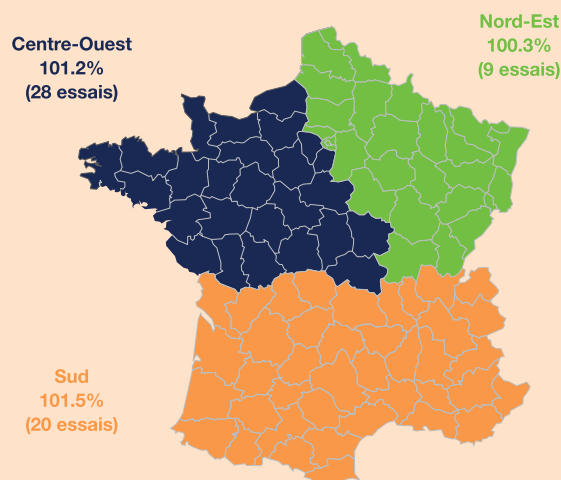 Centre-Ouest
101.2%
(28 essais)
Nord-Est
100.3%
(9 essais)
Sud
101.5%
(20 essais)